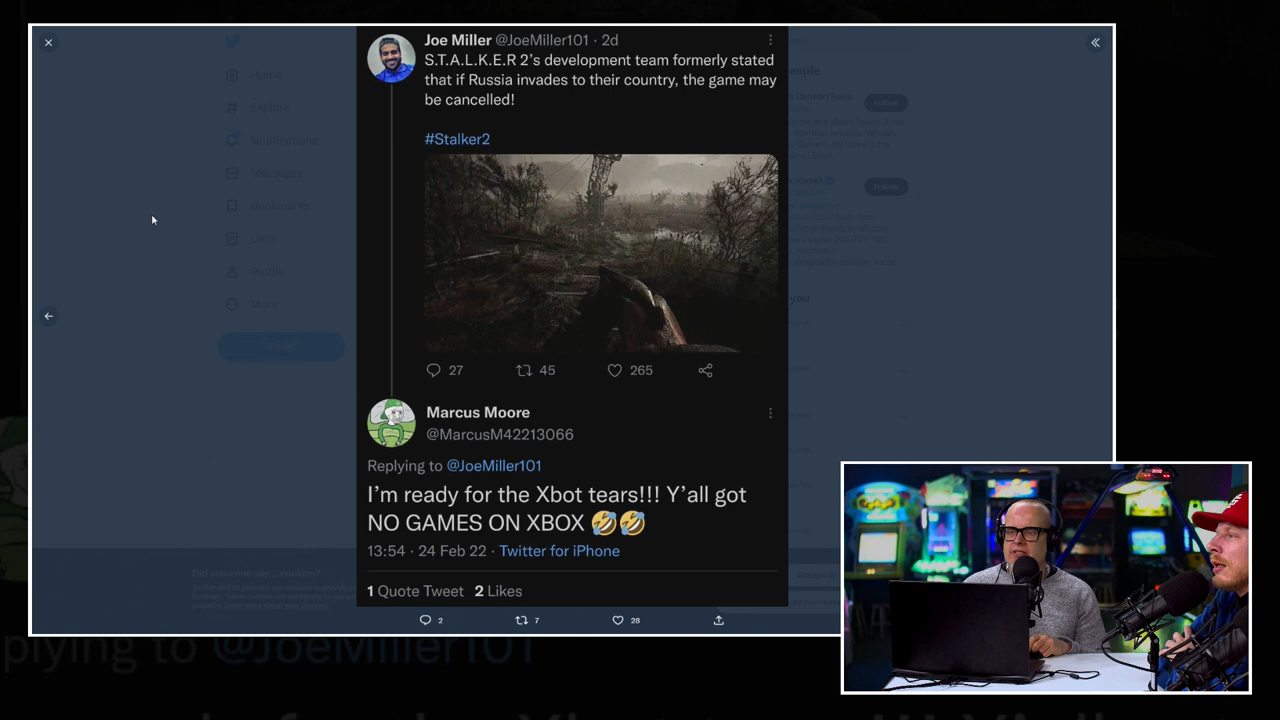 Joe Miller @JoeMiller101 · 2d
S.T.A.L.K.E.R 2's development team formerly stated
that if Russia invades to their country, the game may
be cancelled!
#Stalker2
27 45 265
Marcus Moore
@MarcusM42213066
Replying to @JoeMiller101
I'm ready for the Xbot tears!!! Y'all got
NO GAMES ON XBOX 🤣🤣
13:54 · 24 Feb 22 · Twitter for iPhone
1 Quote Tweet 2 Likes
2 7 28
Home
Explore
Notifications
Messages
Bookmarks
Lists
Profile
More
Tweet
Follow
Follow
Did someone say … cookies?
plying to @JoeMiller101